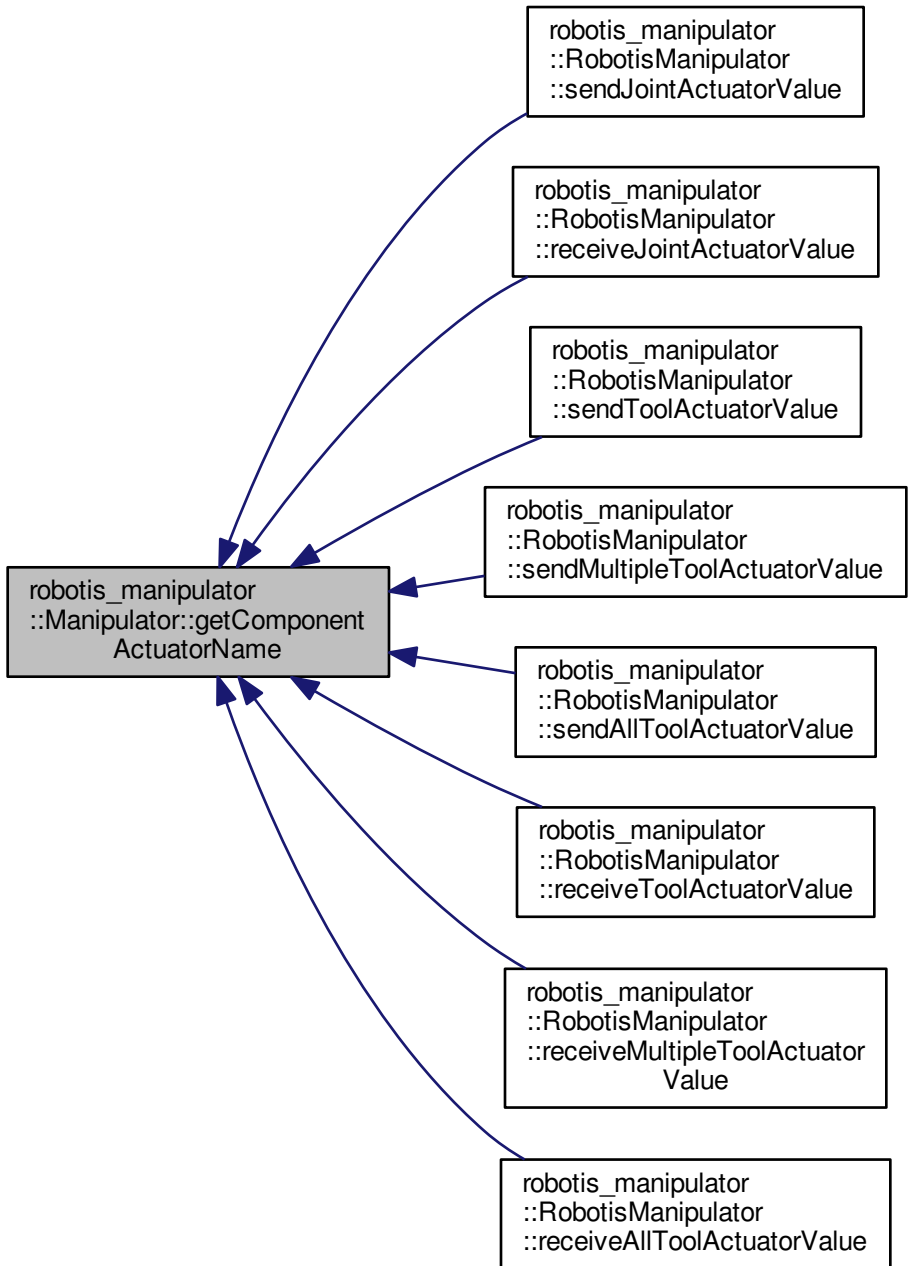 robotis_manipulator
::RobotisManipulator
::sendJointActuatorValue
robotis_manipulator
::RobotisManipulator
::receiveJointActuatorValue
robotis_manipulator
::RobotisManipulator
::sendToolActuatorValue
robotis_manipulator
::RobotisManipulator
::sendMultipleToolActuatorValue
robotis_manipulator
::Manipulator::getComponent
ActuatorName
robotis_manipulator
::RobotisManipulator
::sendAllToolActuatorValue
robotis_manipulator
::RobotisManipulator
::receiveToolActuatorValue
robotis_manipulator
::RobotisManipulator
::receiveMultipleToolActuator
Value
robotis_manipulator
::RobotisManipulator
::receiveAllToolActuatorValue